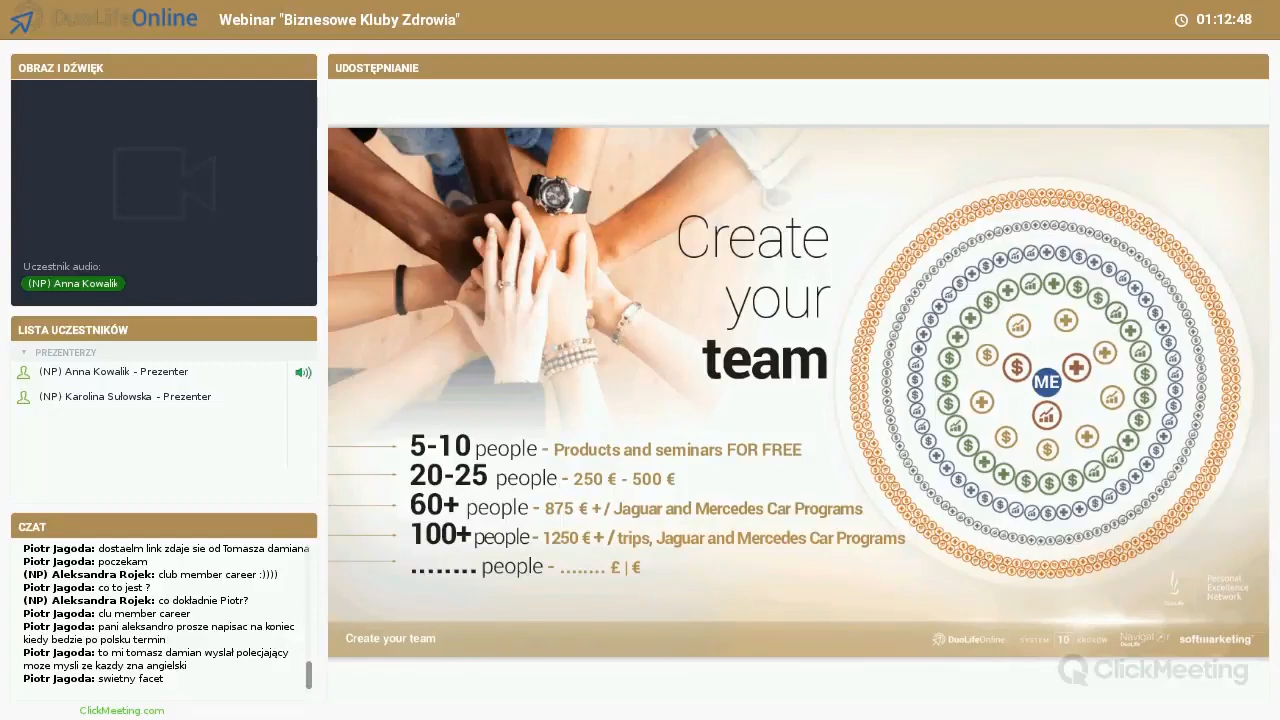 DuoLifeOnline
Webinar "Biznesowe Kluby Zdrowia"
01:12:48
OBRAZ I DŹWIĘK
Uczestnik audio:
(NP) Anna Kowalik
LISTA UCZESTNIKÓW
PREZENTERZY
(NP) Anna Kowalik - Prezenter
(NP) Karolina Sułowska - Prezenter
CZAT
Piotr Jagoda: dostaelm link zdaje sie od Tomasza damiana
Piotr Jagoda: poczekam
(NP) Aleksandra Rojek: club member career :))))
Piotr Jagoda: co to jest ?
(NP) Aleksandra Rojek: co dokładnie Piotr?
Piotr Jagoda: clu member career
Piotr Jagoda: pani aleksandro prosze napisac na koniec
kiedy bedzie po polsku termin
Piotr Jagoda: to mi tomasz damian wyslał polecjający
moze mysli ze kazdy zna angielski
Piotr Jagoda: swietny facet
ClickMeeting.com
UDOSTĘPNIANIE
Create
your
team
ME
5-10 people - Products and seminars FOR FREE
20-25 people - 250 € - 500 €
60+ people - 875 € + / Jaguar and Mercedes Car Programs
100+ people - 1250 € + / trips, Jaguar and Mercedes Car Programs
........ people - ........ £ | €
Personal
Excellence
Network
Create your team
DuoLifeOnline
SYSTEM 10 KROKÓW
Navigator
DuoLife
softmarketing
ClickMeeting